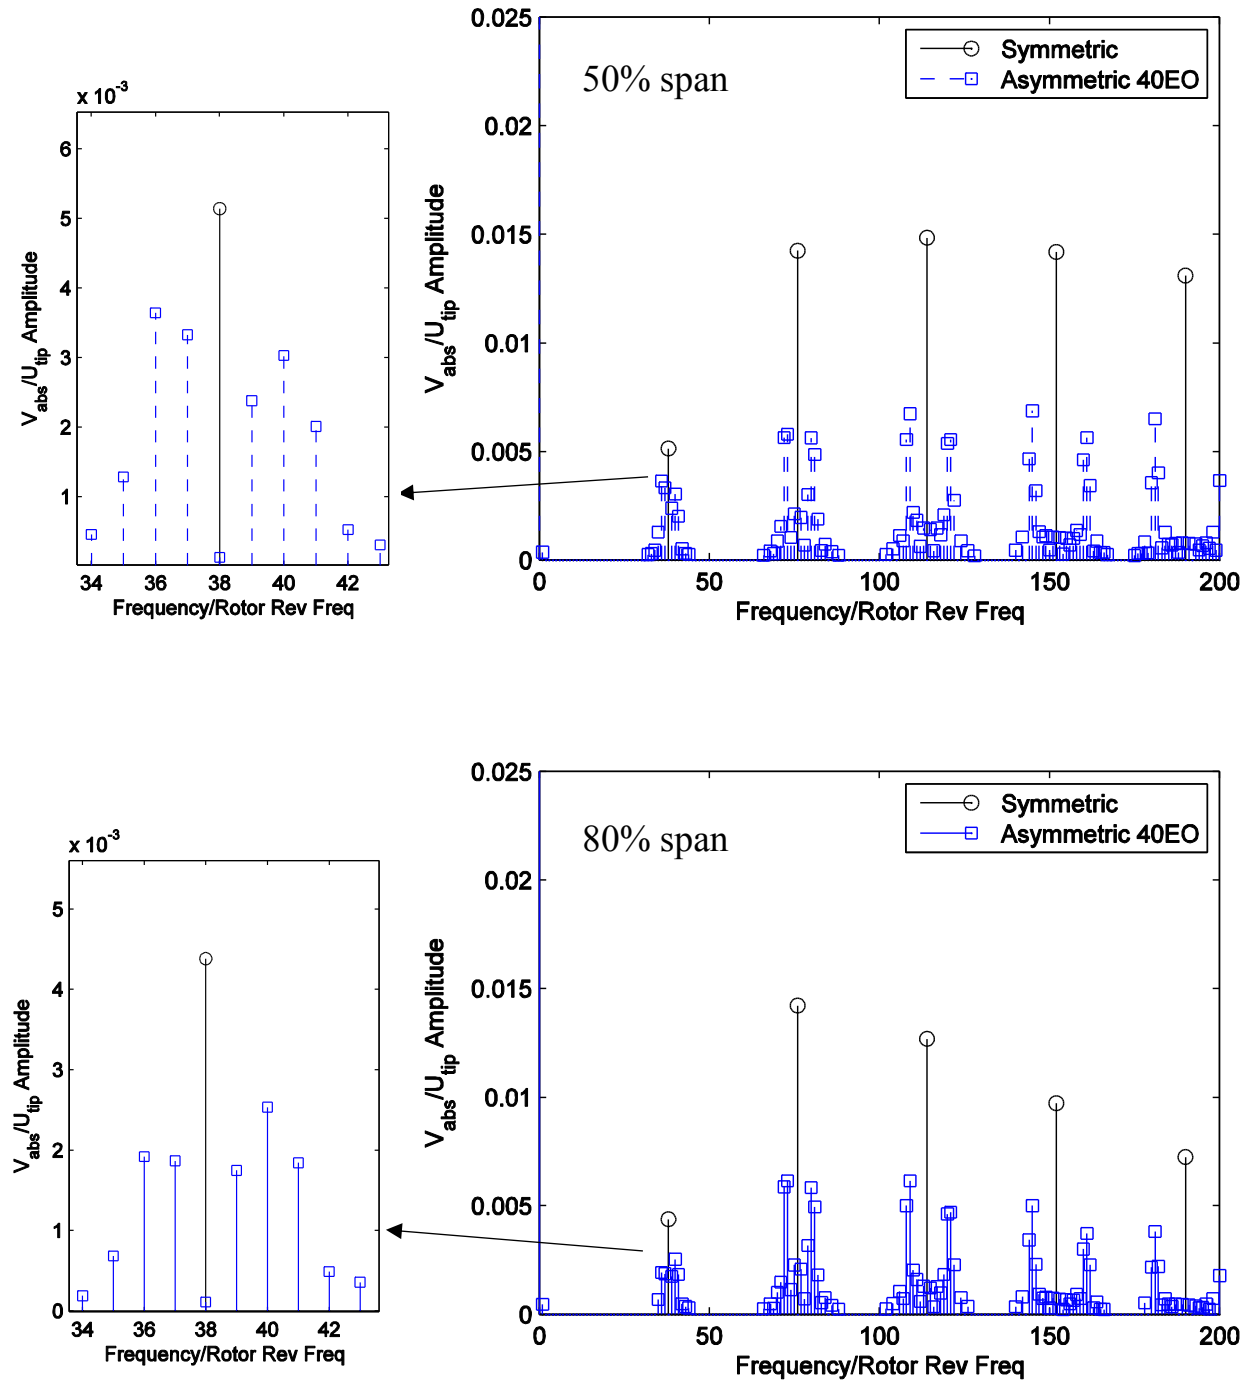 0.025
0.02
0.015
0.01
0.005
0
0
50
100
150
200
50% span
Symmetric
Asymmetric 40EO
V_abs/U_tip Amplitude
Frequency/Rotor Rev Freq
x 10^-3
6
5
4
3
2
1
34
36
38
40
42
V_abs/U_tip Amplitude
Frequency/Rotor Rev Freq
0.025
0.02
0.015
0.01
0.005
0
0
50
100
150
200
80% span
Symmetric
Asymmetric 40EO
V_abs/U_tip Amplitude
Frequency/Rotor Rev Freq
x 10^-3
5
4
3
2
1
0
34
36
38
40
42
V_abs/U_tip Amplitude
Frequency/Rotor Rev Freq